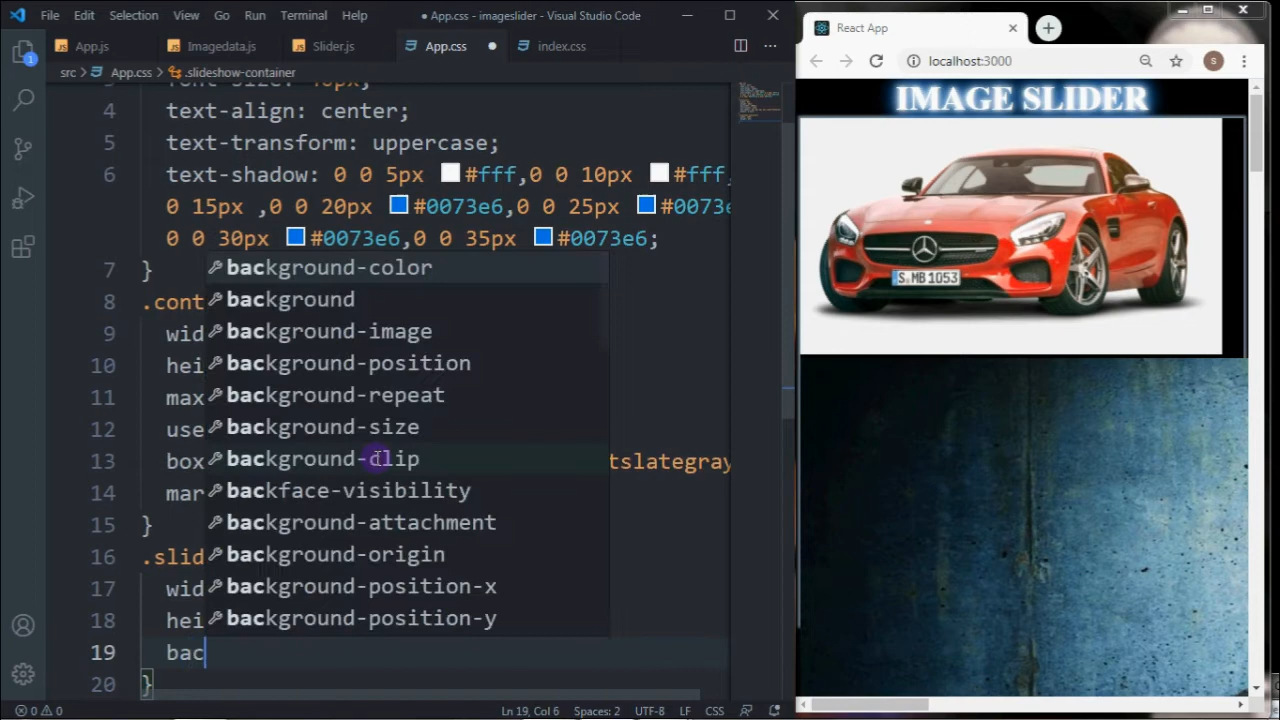 File Edit Selection View Go Run Terminal Help ● App.css - imageslider - Visual Studio Code
App.js Imagedata.js Slider.js App.css index.css
src > App.css > .slideshow-container
4 text-align: center;
5 text-transform: uppercase;
6 text-shadow: 0 0 5px #fff,0 0 10px #fff,
0 15px ,0 0 20px #0073e6,0 0 25px #0073e
0 0 30px #0073e6,0 0 35px #0073e6;
7 }
background-color
8 .cont
background
9 wid
background-image
10 hei
background-position
11 max
background-repeat
12 use
background-size
13 box
background-clip
tslategray
14 mar
backface-visibility
15 }
background-attachment
16 .slid
background-origin
17 wid
background-position-x
18 hei
background-position-y
19 bac
20 }
1
0 0
Ln 19, Col 6 Spaces: 2 UTF-8 LF CSS
React App
localhost:3000
S
IMAGE SLIDER
S MB 1053